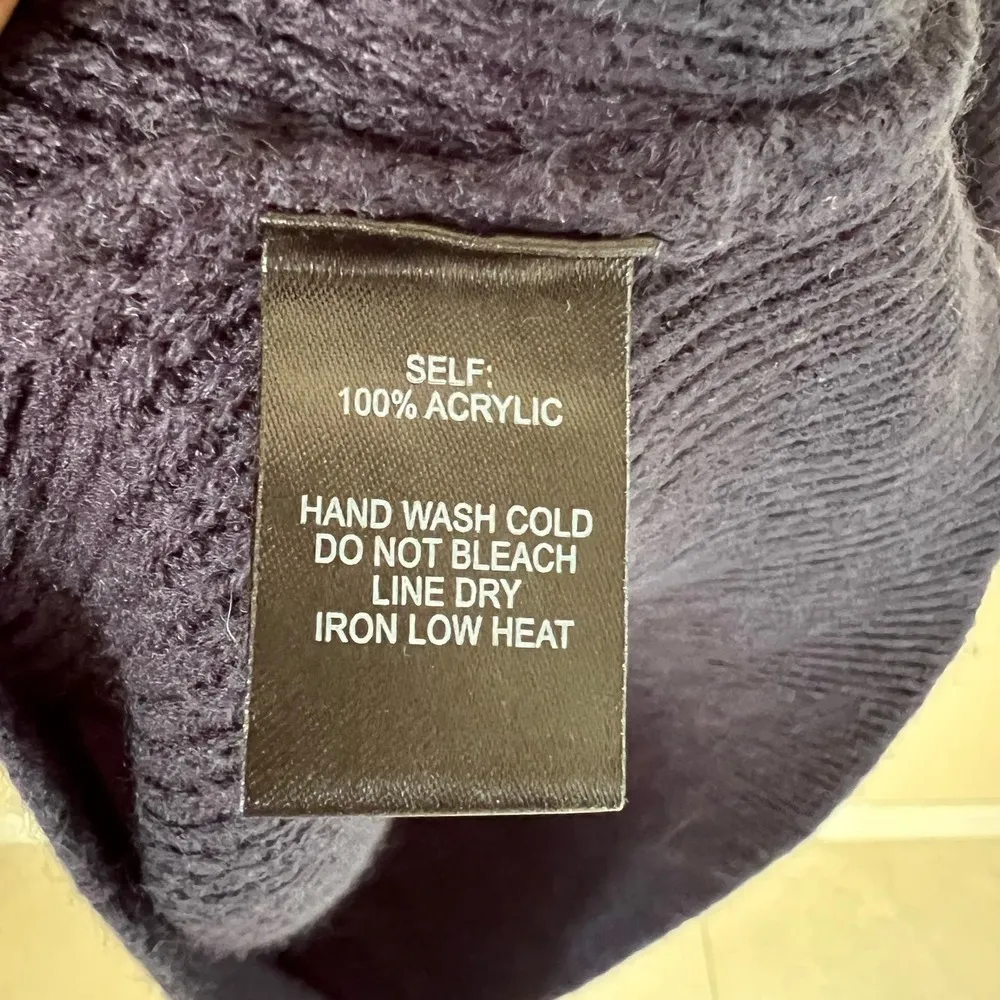 SELF:
100% ACRYLIC
HAND WASH COLD
DO NOT BLEACH
LINE DRY
IRON LOW HEAT